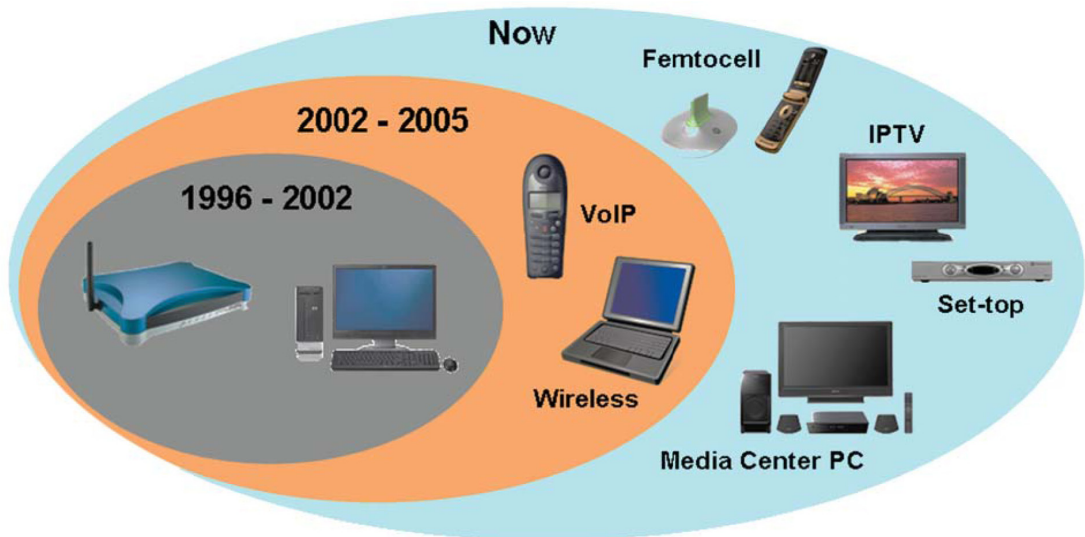 Now
Femtocell
2002 - 2005
IPTV
1996 - 2002
VoIP
Set-top
Wireless
Media Center PC